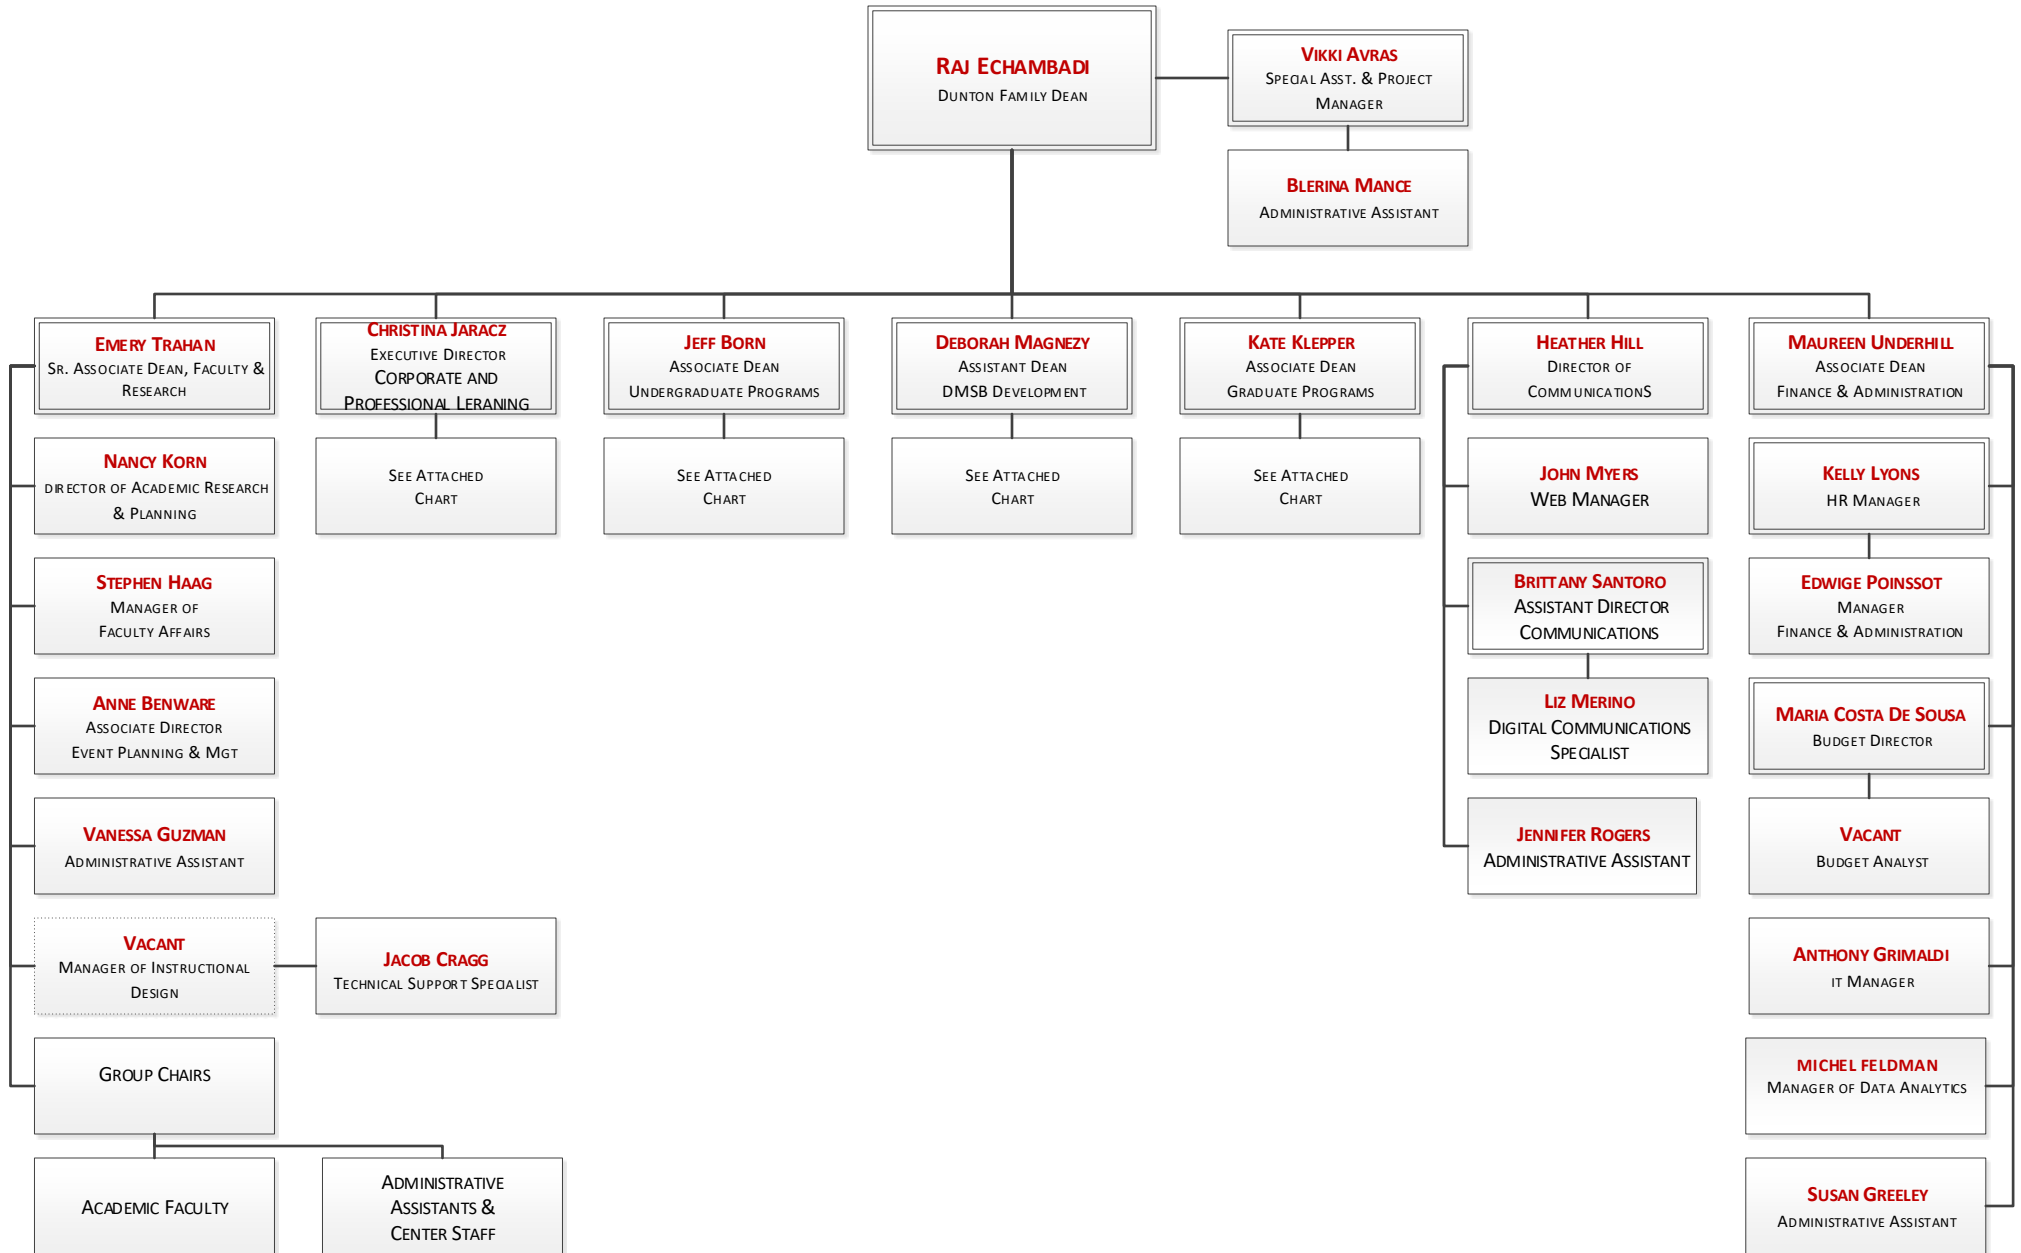 Raj Echambadi
Dunton Family Dean
Vikki Avras
Special Asst. & Project
Manager
Blerina Mance
Administrative Assistant
Emery Trahan
Sr. Associate Dean, Faculty &
Research
Christina Jaracz
Executive Director
Corporate and
Professional Leraning
Jeff Born
Associate Dean
Undergraduate Programs
Deborah Magnezy
Assistant Dean
DMSB Development
Kate Klepper
Associate Dean
Graduate Programs
Heather Hill
Director of
CommunicationS
Maureen Underhill
Associate Dean
Finance & Administration
Nancy Korn
director of Academic Research
& Planning
See Attached
Chart
See Attached
Chart
See Attached
Chart
See Attached
Chart
John Myers
Web Manager
Kelly Lyons
HR Manager
Stephen Haag
Manager of
Faculty Affairs
Brittany Santoro
Assistant Director
Communications
Edwige Poinssot
Manager
Finance & Administration
Anne Benware
Associate Director
Event Planning & Mgt
Liz Merino
Digital Communications
Specialist
Maria Costa De Sousa
Budget Director
Vanessa Guzman
Administrative Assistant
Jennifer Rogers
Administrative Assistant
Vacant
Budget Analyst
Vacant
Manager of Instructional
Design
Jacob Cragg
Technical Support Specialist
Anthony Grimaldi
it Manager
Group Chairs
michel feldman
Manager of Data Analytics
Academic Faculty
Administrative
Assistants &
Center Staff
Susan Greeley
Administrative Assistant